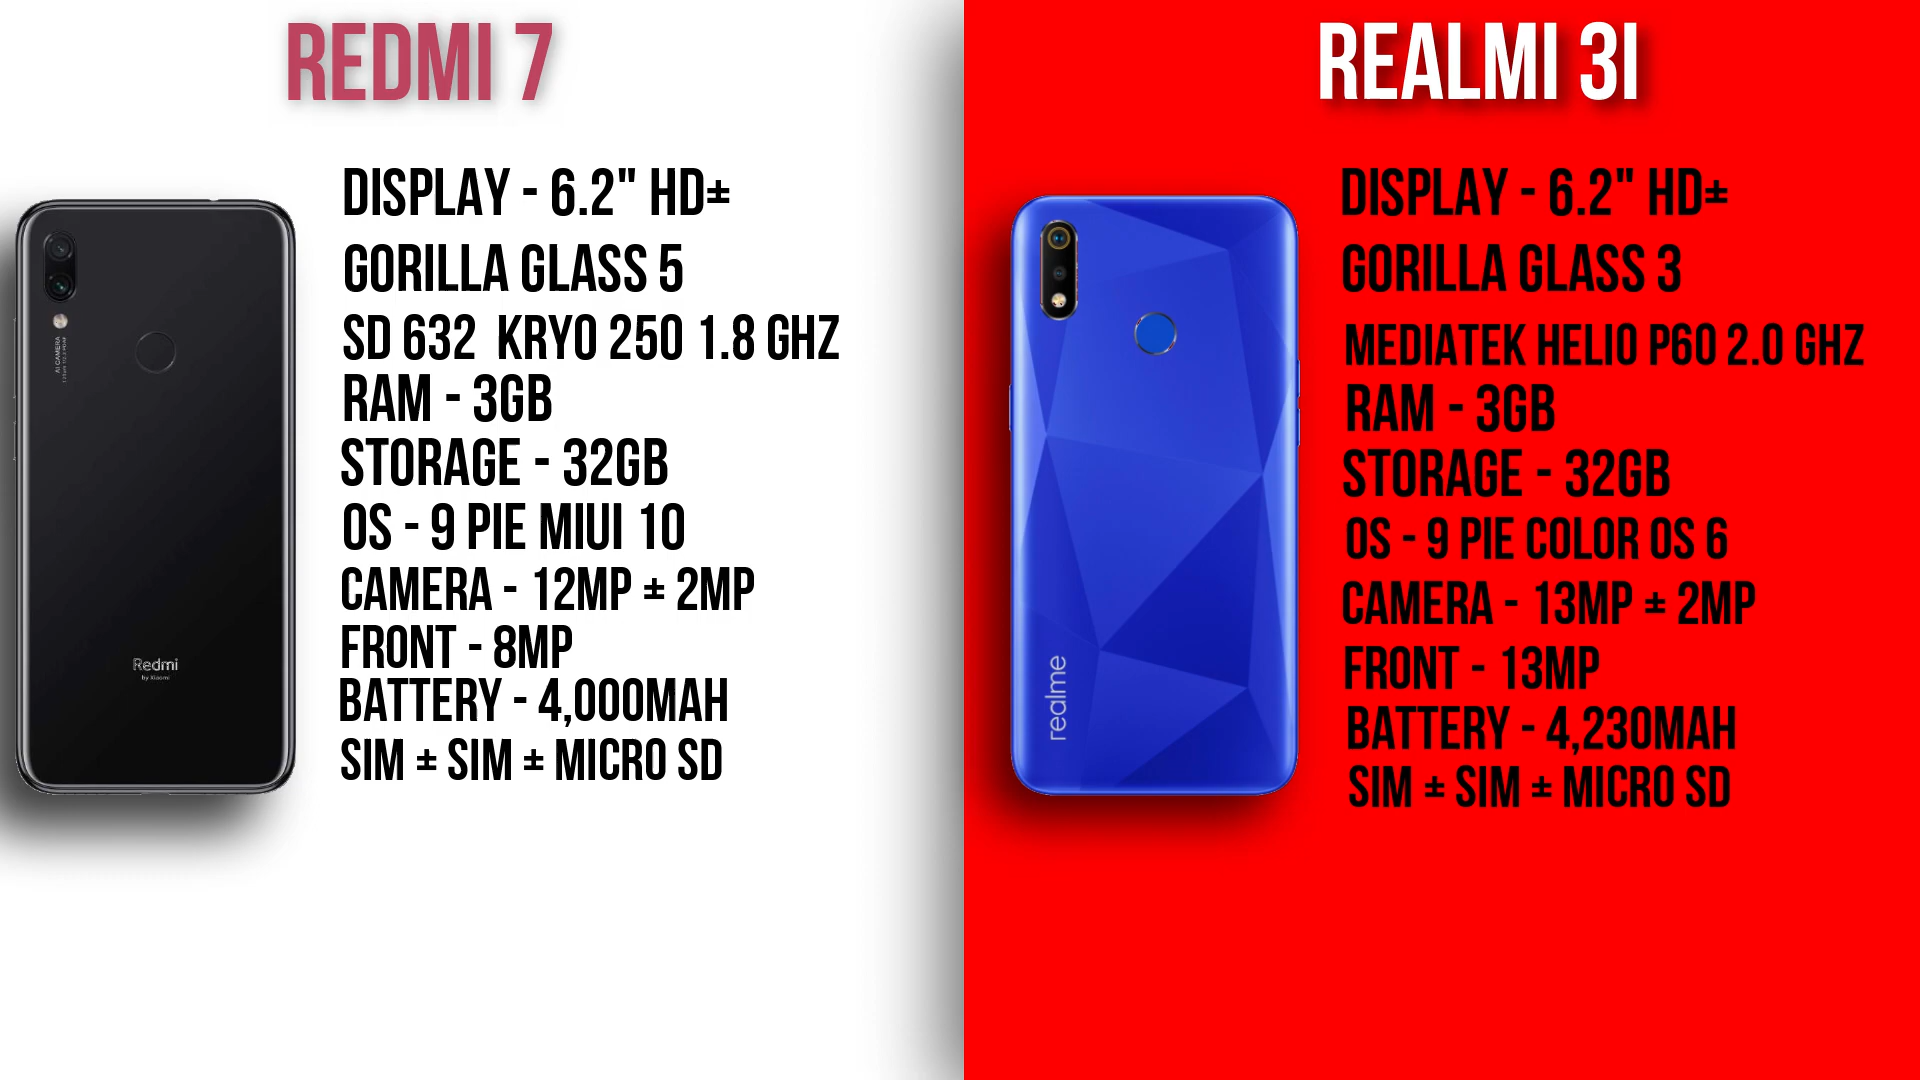 REDMI 7
DISPLAY - 6.2" HD±
GORILLA GLASS 5
SD 632 KRYO 250 1.8 GHZ
RAM - 3GB
STORAGE - 32GB
OS - 9 PIE MIUI 10
CAMERA - 12MP ± 2MP
FRONT - 8MP
BATTERY - 4,000MAH
SIM ± SIM ± MICRO SD
AI CAMERA
Redmi
by Xiaomi
REALMI 3I
DISPLAY - 6.2" HD±
GORILLA GLASS 3
MEDIATEK HELIO P60 2.0 GHZ
RAM - 3GB
STORAGE - 32GB
OS - 9 PIE COLOR OS 6
CAMERA - 13MP ± 2MP
FRONT - 13MP
BATTERY - 4,230MAH
SIM ± SIM ± MICRO SD
realme